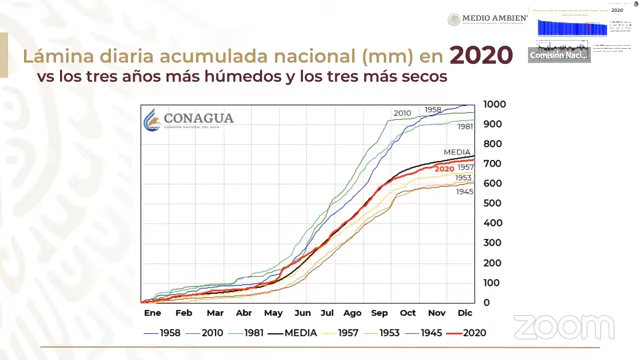 MEDIO AMBIEN
2020
Comisión Naci...
Lámina diaria acumulada nacional (mm) en 2020
vs los tres años más húmedos y los tres más secos
CONAGUA
COMISIÓN NACIONAL DEL AGUA
1000
900
800
700
600
500
400
300
200
100
0
2010
1958
1981
MEDIA
2020
1957
1953
1945
Ene Feb Mar Abr May Jun Jul Ago Sep Oct Nov Dic
1958 2010 1981 MEDIA 1957 1953 1945 2020
zoom